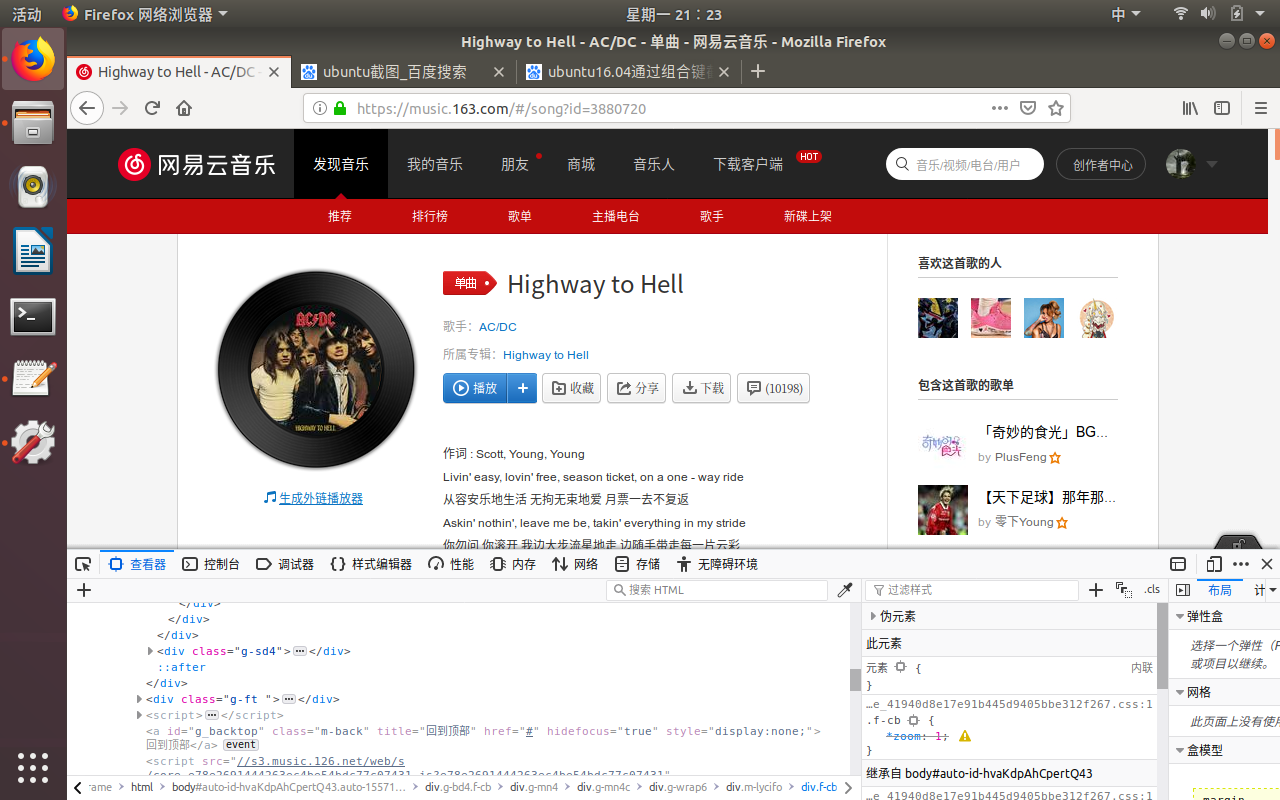 活动 Firefox 网络浏览器 星期一 21：23 中
Highway to Hell - AC/DC - 单曲 - 网易云音乐 - Mozilla Firefox
Highway to Hell - AC/DC - ubuntu截图_百度搜索 ubuntu16.04通过组合键
https://music.163.com/#/song?id=3880720
网易云音乐 发现音乐 我的音乐 朋友 商城 音乐人 下载客户端 HOT 音乐/视频/电台/用户 创作者中心
推荐 排行榜 歌单 主播电台 歌手 新碟上架
单曲 Highway to Hell
歌手： AC/DC
所属专辑： Highway to Hell
播放 + 收藏 分享 下载 (10198)
AC/DC
HIGHWAY TO HELL
生成外链播放器
作词 : Scott, Young, Young
Livin' easy, lovin' free, season ticket, on a one - way ride
从容安乐地生活 无拘无束地爱 月票一去不复返
Askin' nothin', leave me be, takin' everything in my stride
你勿问 你滚开 我边大步流星地走 边随手带走每一片云彩
喜欢这首歌的人
包含这首歌的歌单
奇妙的食光
「奇妙的食光」BG...
by PlusFeng
【天下足球】那年那...
by 零下Young
查看器 控制台 调试器 样式编辑器 性能 内存 网络 存储 无障碍环境
搜索 HTML
</div>
</div>
</div>
<div class="g-sd4"></div>
::after
</div>
<div class="g-ft "></div>
<script></script>
<a id="g_backtop" class="m-back" title="回到顶部" href="#" hidefocus="true" style="display:none;">
回到顶部</a> event
<script src="//s3.music.126.net/web/s
rame html body#auto-id-hvaKdpAhCpertQ43.auto-15571... div.g-bd4.f-cb div.g-mn4 div.g-mn4c div.g-wrap6 div.m-lycifo div.f-cb
过滤样式 + .cls
伪元素
此元素
元素 { 内联
}
…e_41940d8e17e91b445d9405bbe312f267.css:1
.f-cb {
*zoom: 1;
}
继承自 body#auto-id-hvaKdpAhCpertQ43
…e_41940d8e17e91b445d9405bbe312f267.css:1
布局 计
弹性盒
选择一个弹性（F
或项目以继续。
网格
此页面上没有使用
盒模型
margin